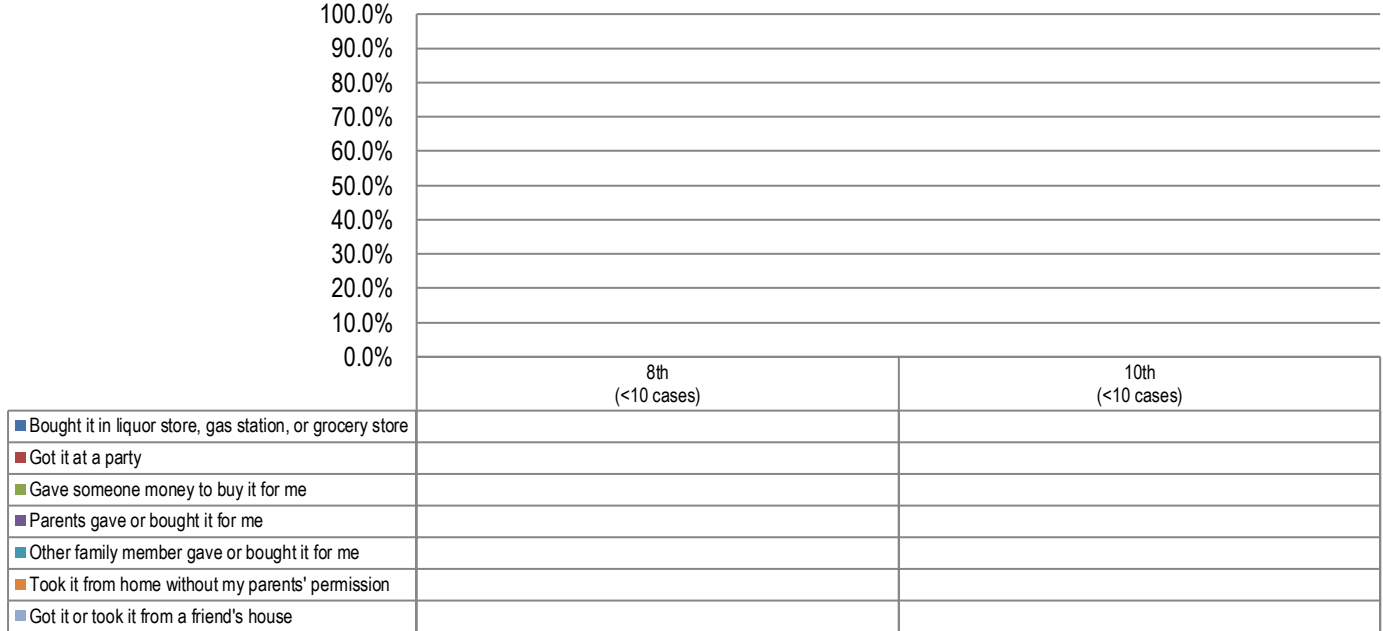 100.0%
90.0%
80.0%
70.0%
60.0%
50.0%
40.0%
30.0%
20.0%
10.0%
0.0%
8th
(<10 cases)
10th
(<10 cases)
Bought it in liquor store, gas station, or grocery store
Got it at a party
Gave someone money to buy it for me
Parents gave or bought it for me
Other family member gave or bought it for me
Took it from home without my parents' permission
Got it or took it from a friend's house